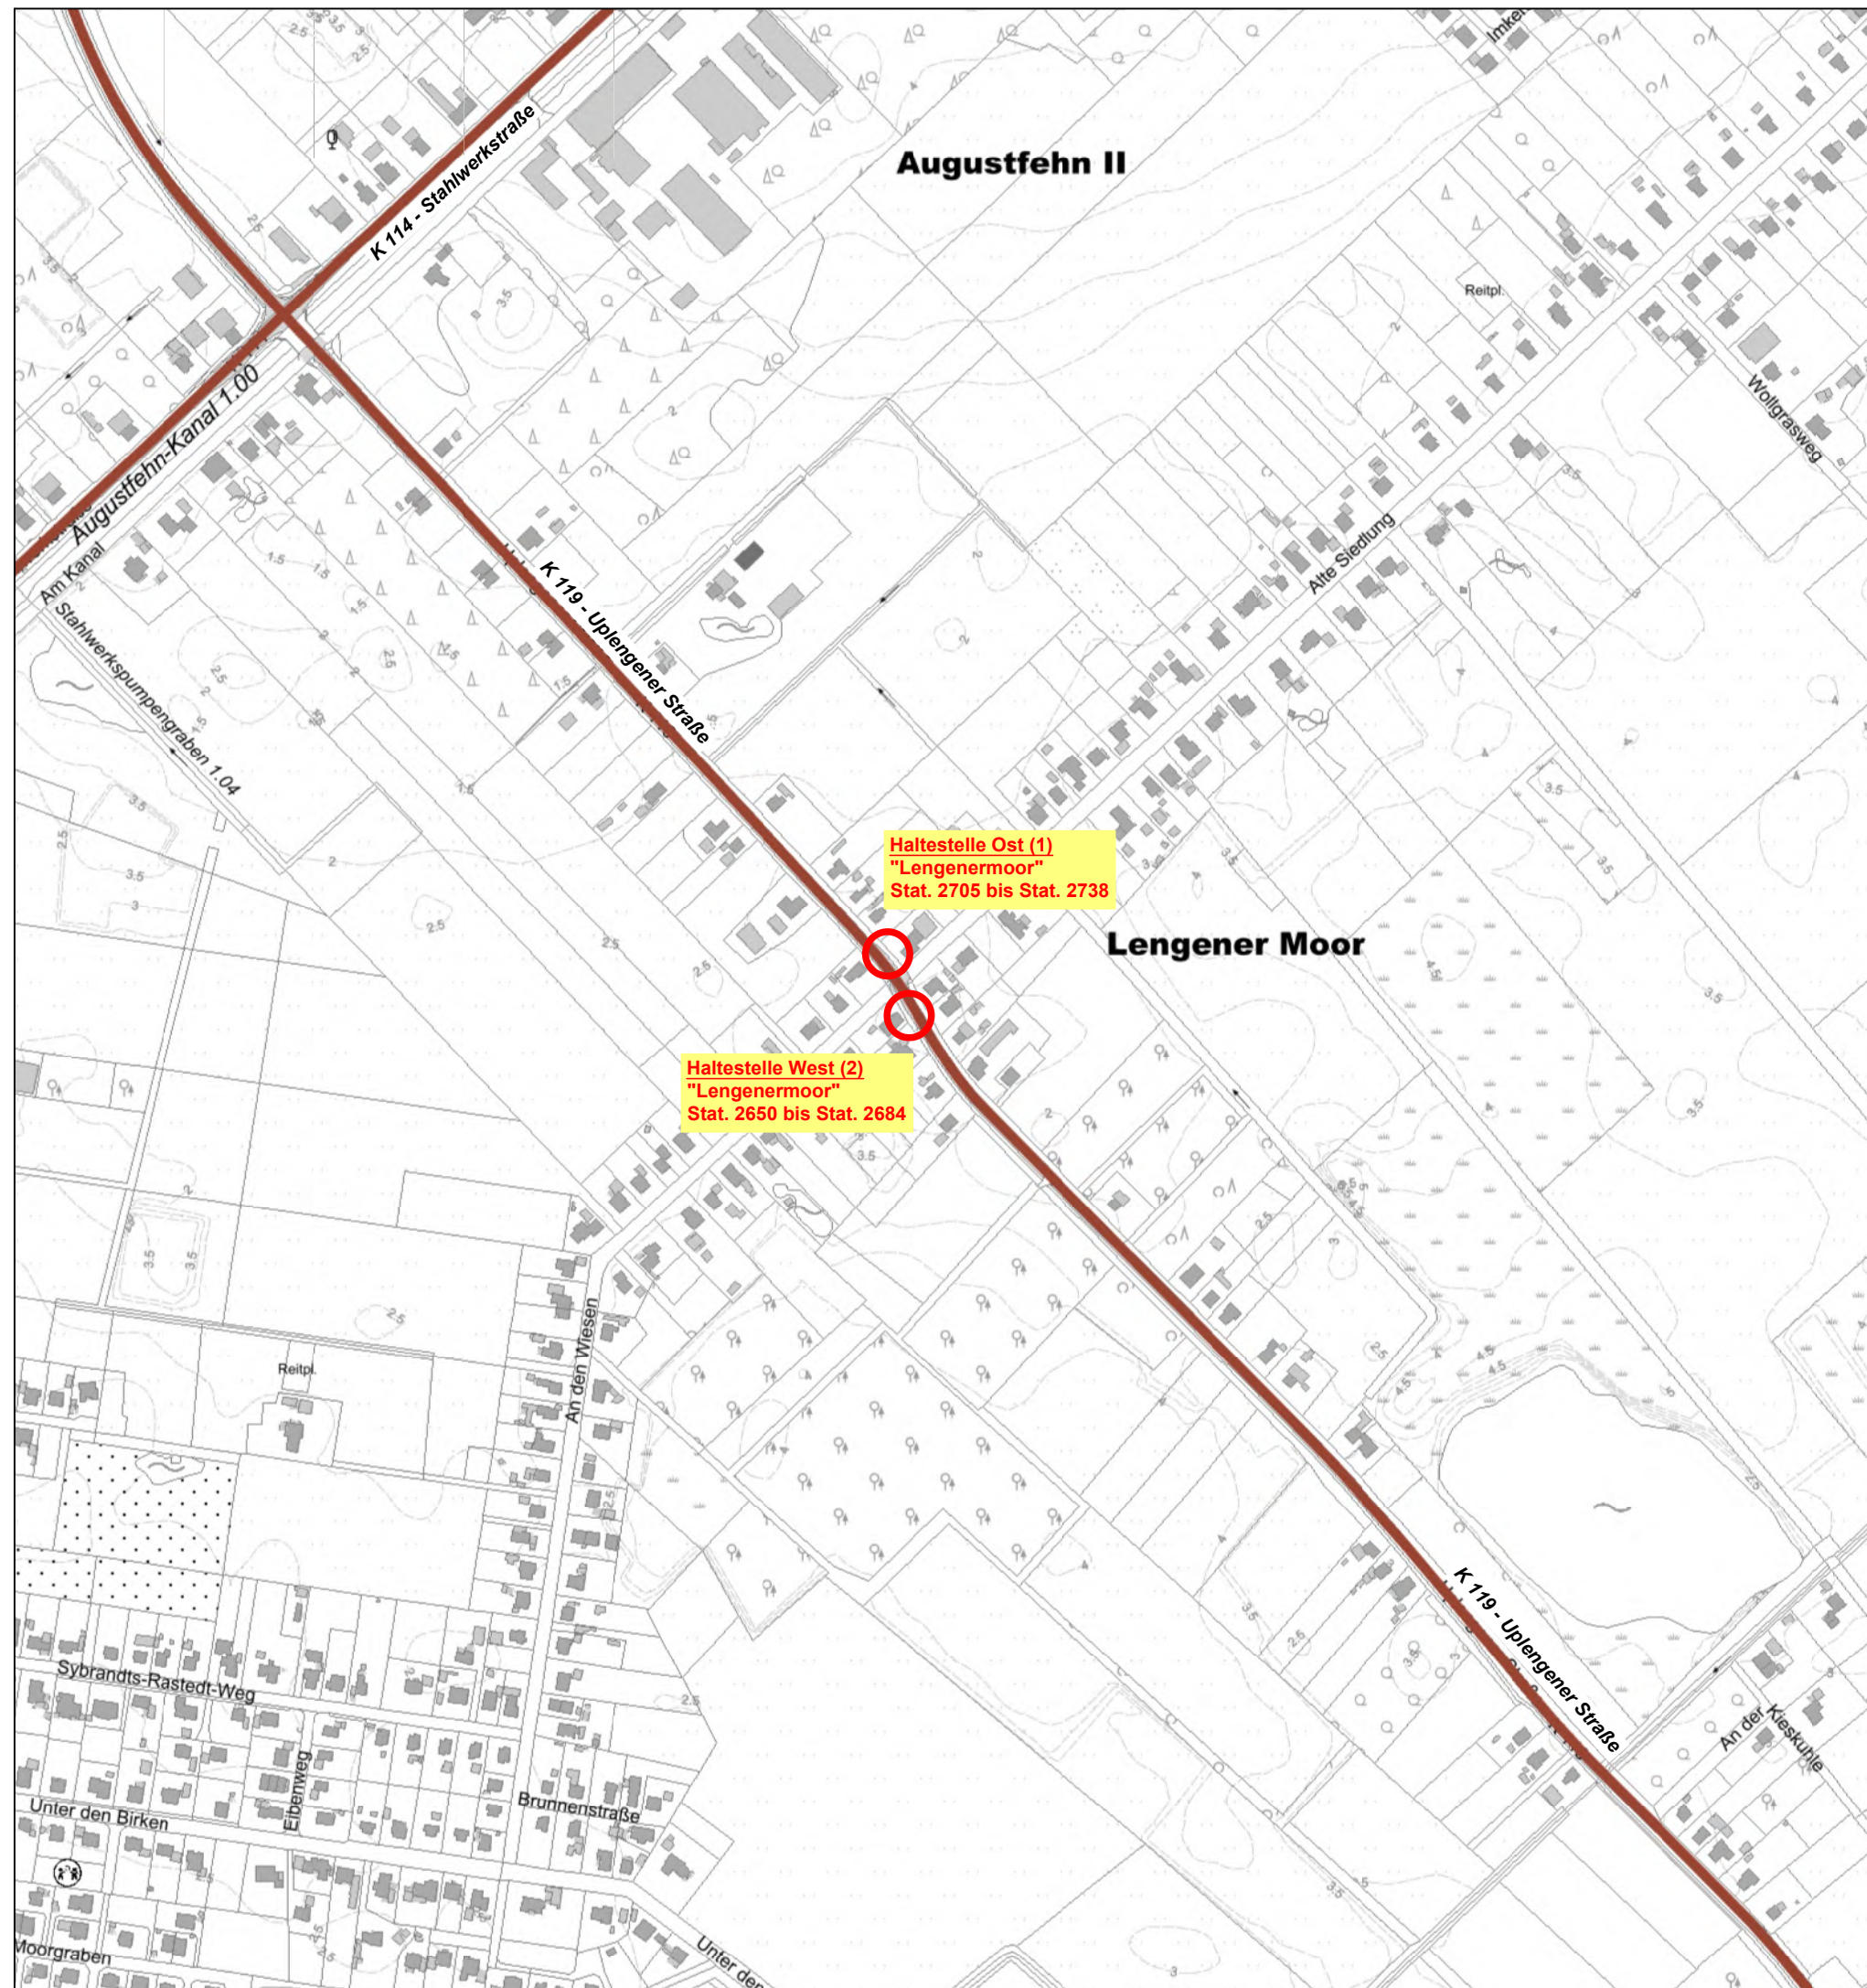 Imker
K 114 - Stahlwerkstraße
Augustfehn II
Reitpl.
Wollgrasweg
Augustfehn-Kanal 1.00
Am Kanal
Stahlwerkspumpengraben 1.04
K 119 - Uplengener Straße
Alte Siedlung
Haltestelle Ost (1)
"Lengenermoor"
Stat. 2705 bis Stat. 2738
Lengener Moor
Haltestelle West (2)
"Lengenermoor"
Stat. 2650 bis Stat. 2684
An den Wiesen
Reitpl.
K 119 - Uplengener Straße
An der Kieskuhle
Sybrandts-Rastedt-Weg
Eibenweg
Brunnenstraße
Unter den Birken
Moorgraben
Unter den